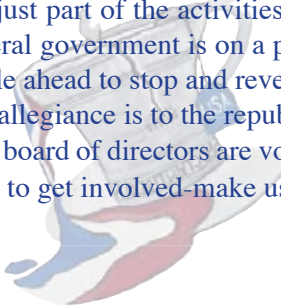 just part of the activities
eral government is on a p
le ahead to stop and reve
allegiance is to the repub
board of directors are vo
to get involved-make us